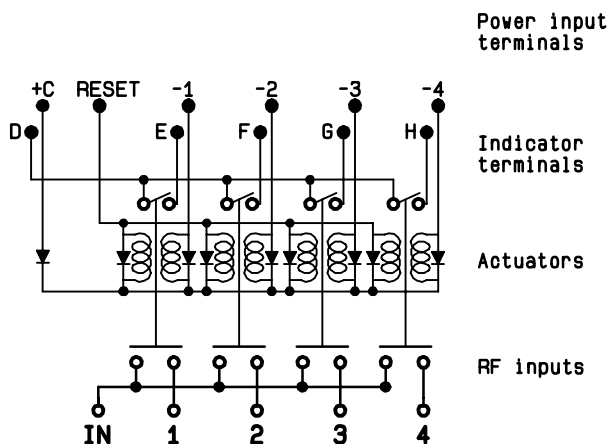 Power input
terminals
+C RESET -1 -2 -3 -4
D E F G H
Indicator
terminals
Actuators
RF inputs
IN 1 2 3 4